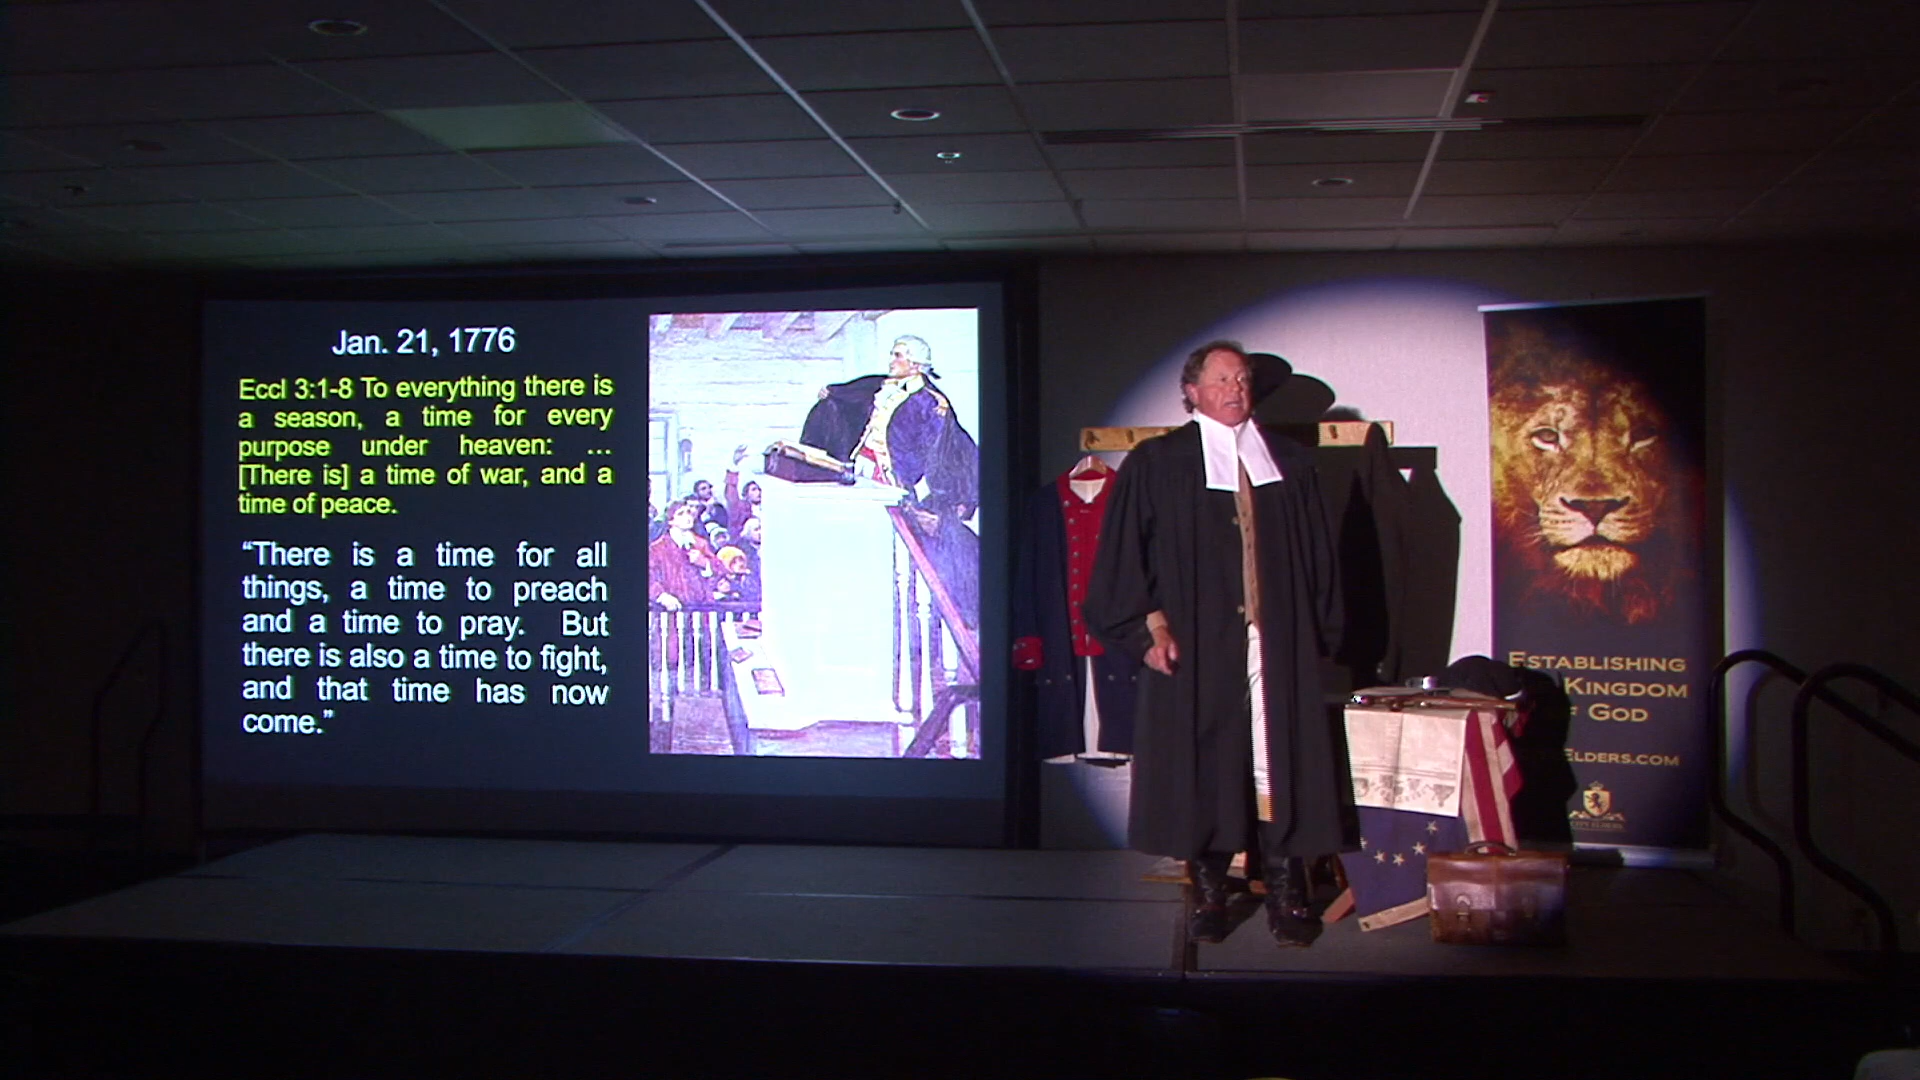 Jan. 21, 1776
Eccl 3:1-8 To everything there is
a season, a time for every
purpose under heaven: ...
[There is] a time of war, and a
time of peace.
“There is a time for all
things, a time to preach
and a time to pray. But
there is also a time to fight,
and that time has now
come.”
Establishing
Kingdom
God
Elders.com
City Elders